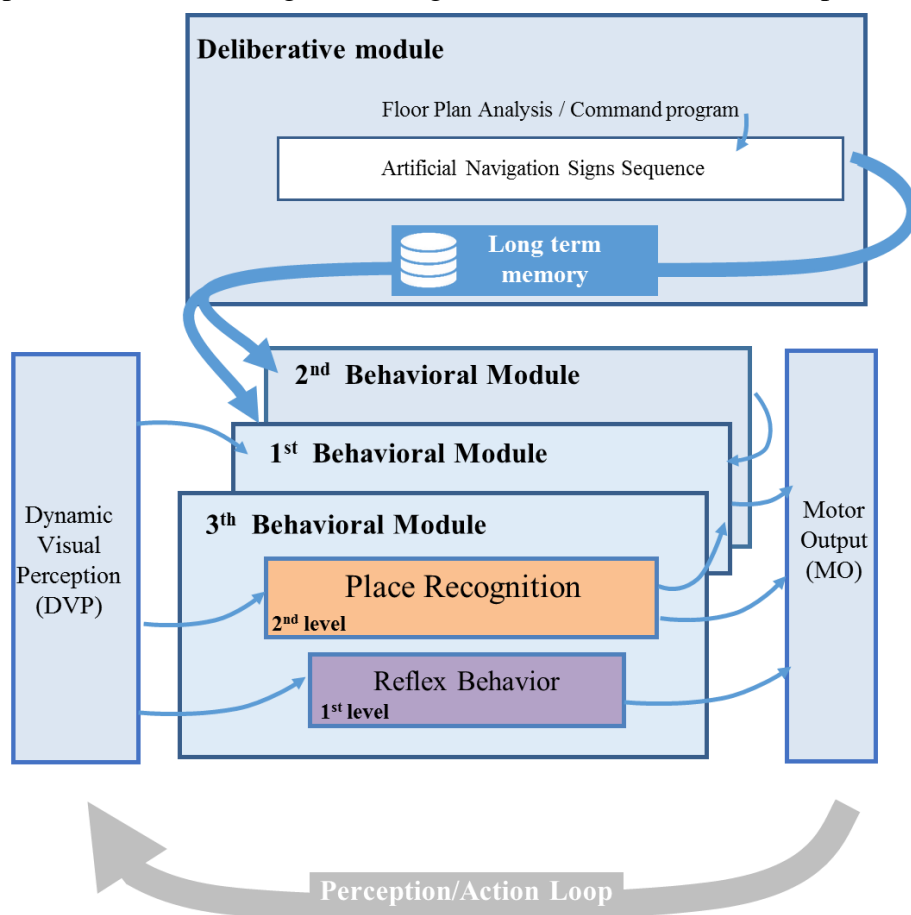 Deliberative module
Floor Plan Analysis / Command program
Artificial Navigation Signs Sequence
Long term
memory
2nd Behavioral Module
1st Behavioral Module
3th Behavioral Module
Dynamic
Visual
Perception
(DVP)
Place Recognition
2nd level
Reflex Behavior
1st level
Motor
Output
(MO)
Perception/Action Loop